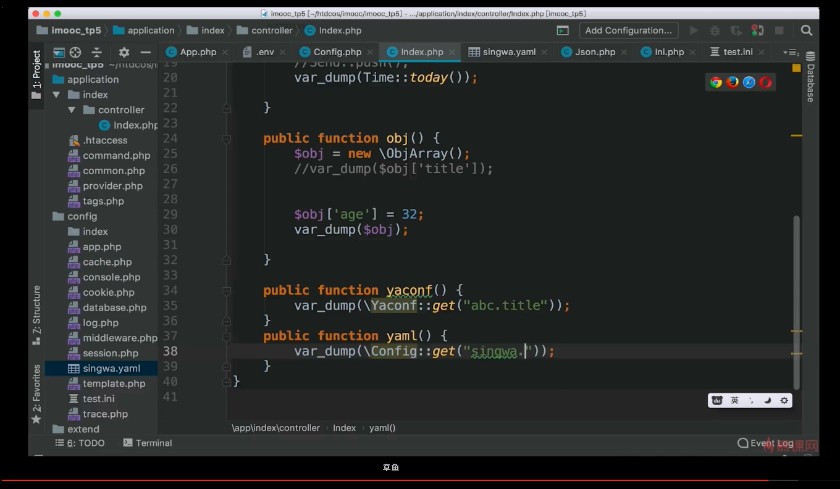 .../application/index/controller/Index.php [imooc_tp5]
imooc_tp5 application index controller Index.php Add Configuration...
1: Project
App.php .env Config.php Index.php singwa.yaml Json.php Ini.php test.ini
imooc_tp5 ~/htdcos/imooc
application
index
controller
Index.php
.htaccess
command.php
common.php
provider.php
tags.php
config
index
app.php
cache.php
console.php
cookie.php
database.php
log.php
middleware.php
session.php
singwa.yaml
template.php
test.ini
trace.php
extend
19 //Send::push();
20 var_dump(Time::today());
21
22 }
23
24 public function obj() {
25 $obj = new \ObjArray();
26 //var_dump($obj['title']);
27
28
29 $obj['age'] = 32;
30 var_dump($obj);
31
32 }
33
34 public function yaconf() {
35 var_dump(\Yaconf::get("abc.title"));
36 }
37 public function yaml() {
38 var_dump(\Config::get("singwa."));
39 }
40 }
41
Database
Z: Structure
2: Favorites
英
\app\index\controller Index yaml()
6: TODO Terminal Event Log
慕课网
草鱼